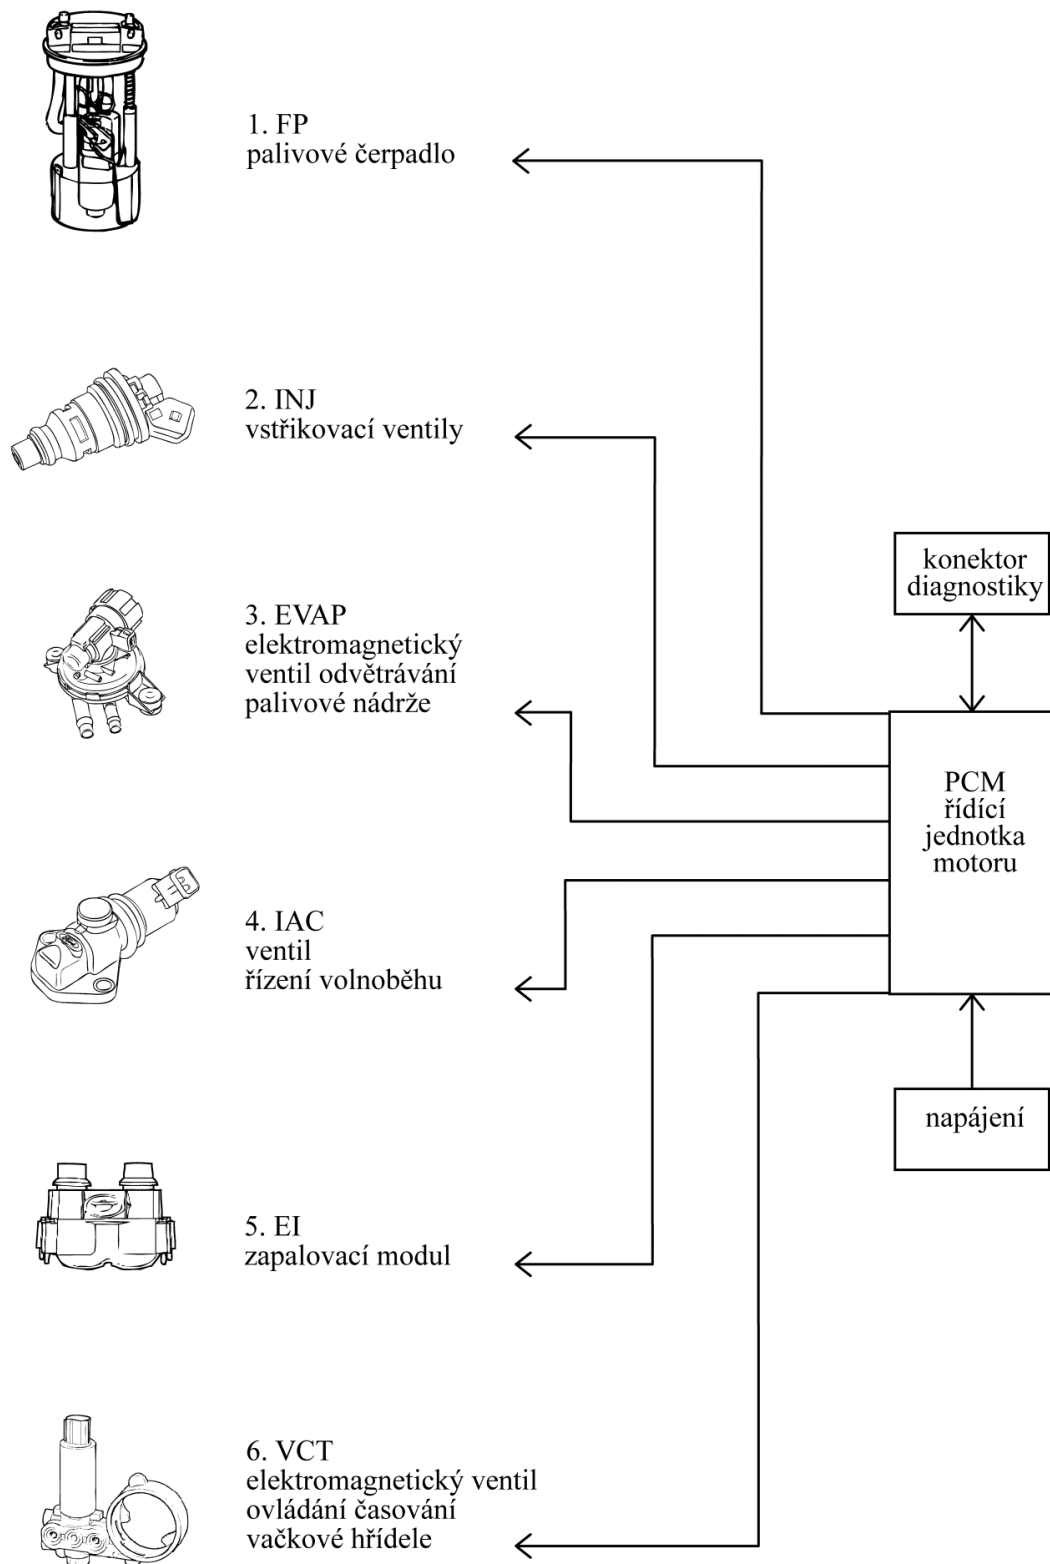 1. FP
palivové čerpadlo
2. INJ
vstřikovací ventily
konektor
diagnostiky
3. EVAP
elektromagnetický
ventil odvětrávání
palivové nádrže
PCM
řídící
jednotka
motoru
4. IAC
ventil
řízení volnoběhu
napájení
5. EI
zapalovací modul
6. VCT
elektromagnetický ventil
ovládání časování
vačkové hřídele